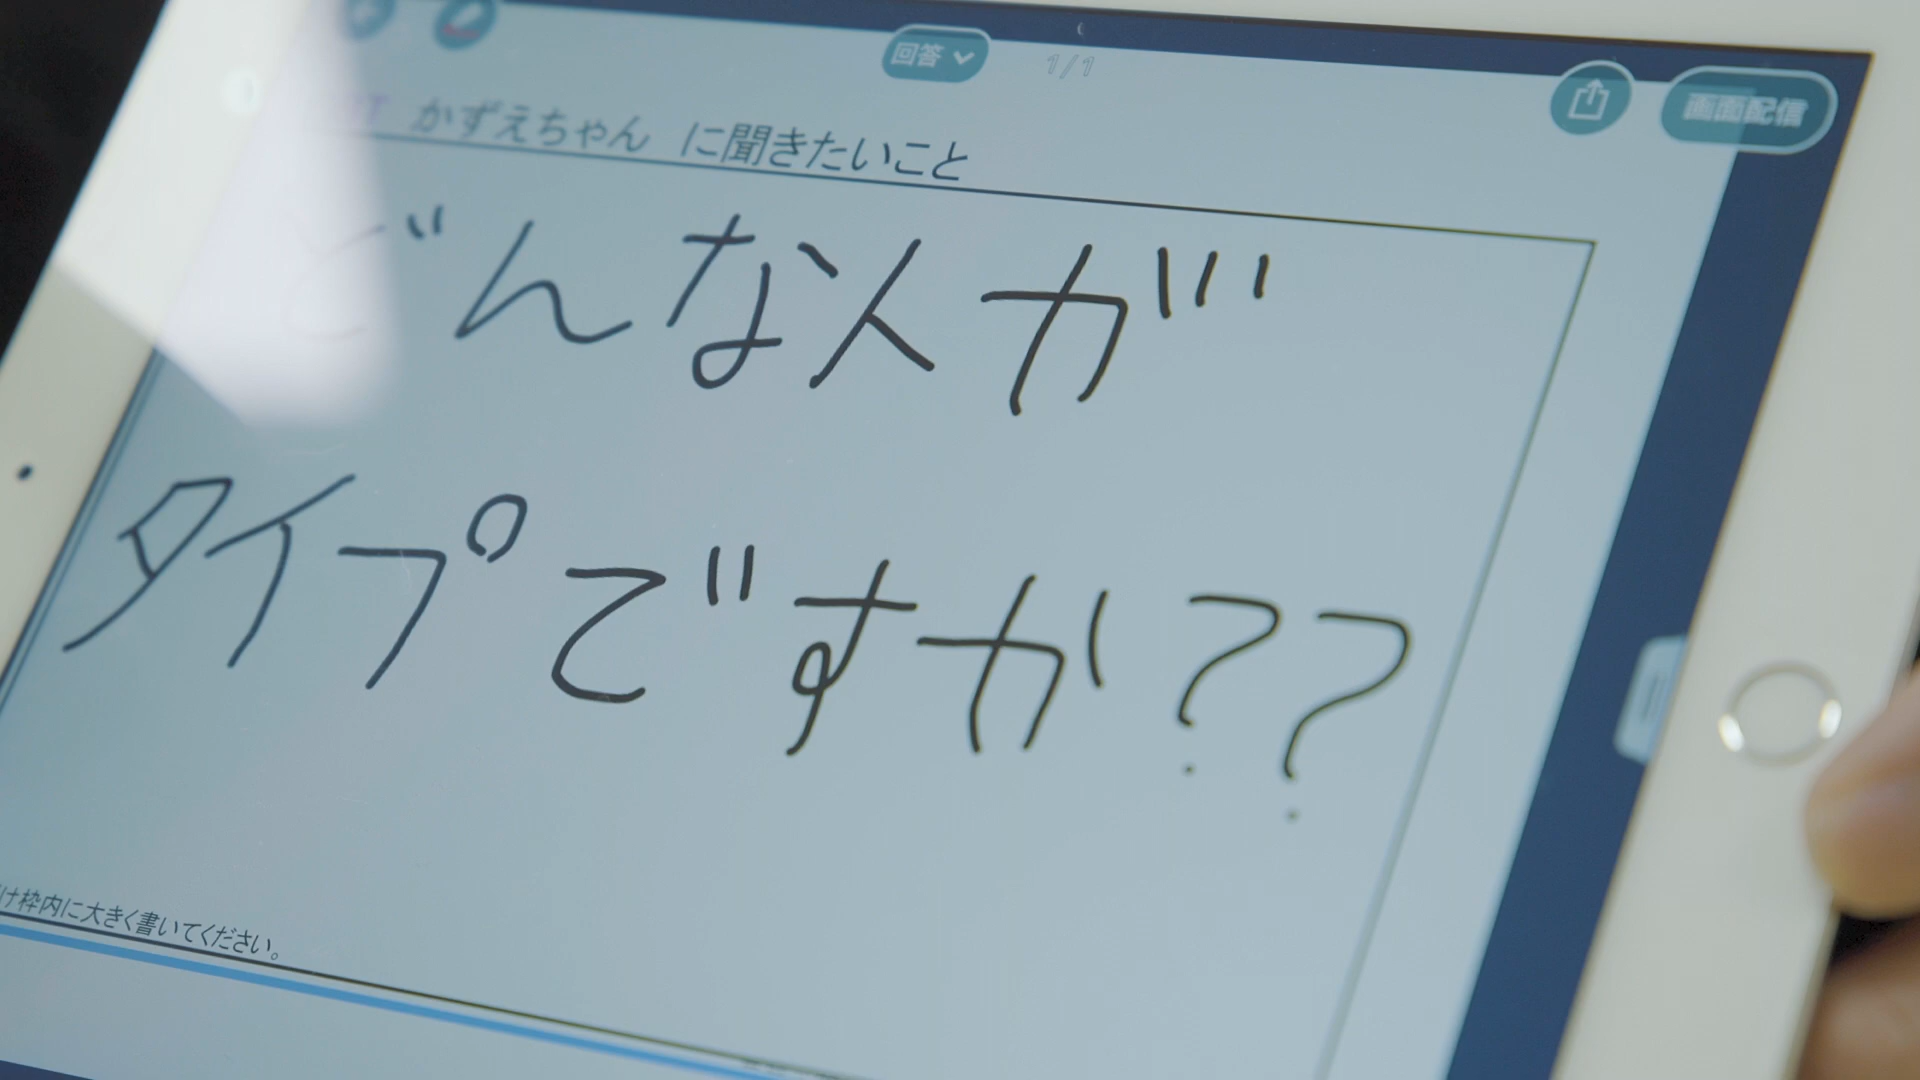 回答
1/1
画面配信
かずえちゃん に聞きたいこと
どんな人が
タイプですか??
け枠内に大きく書いてください。